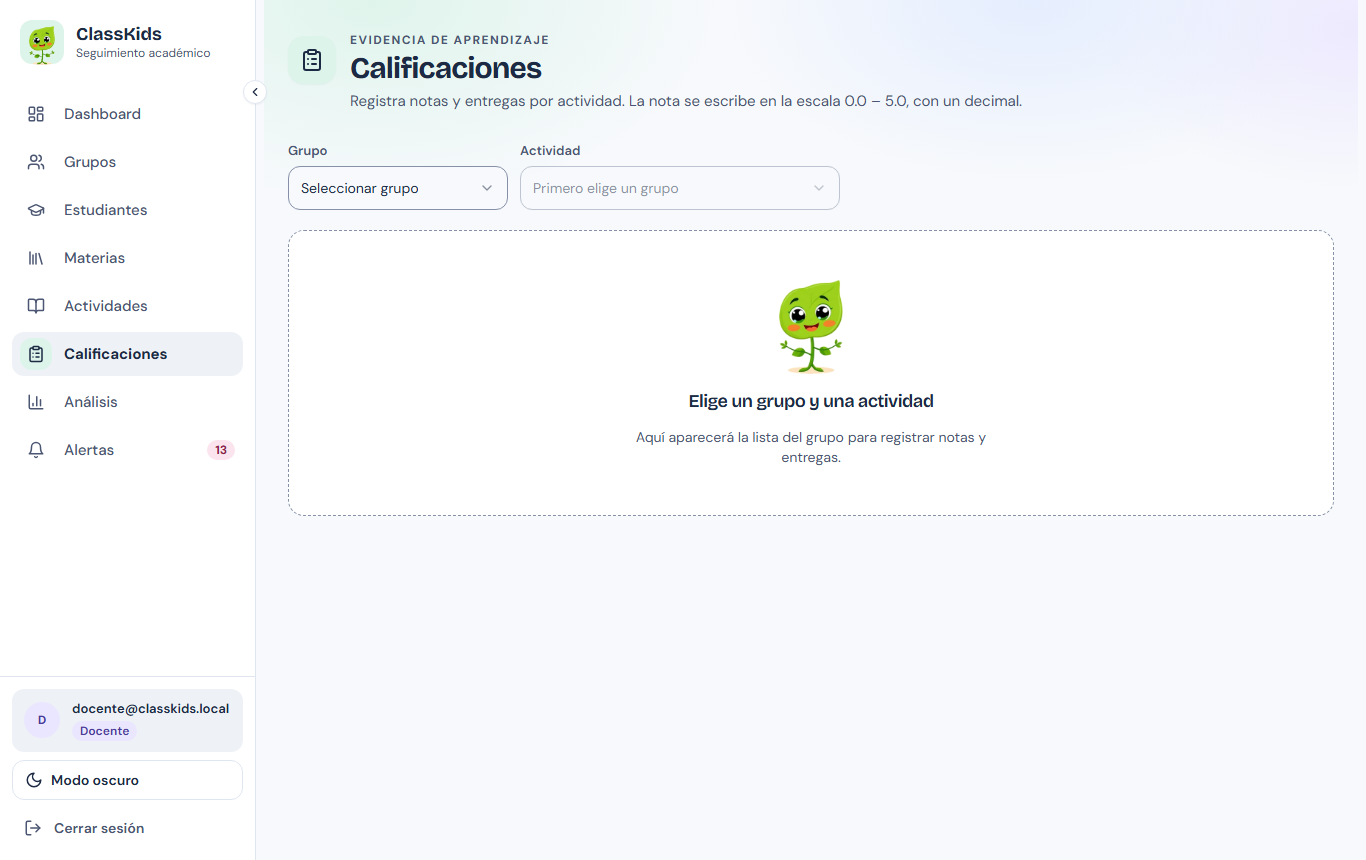 ClassKids
Seguimiento académico
Dashboard
Grupos
Estudiantes
Materias
Actividades
Calificaciones
Análisis
Alertas 13
D
docente@classkids.local
Docente
Modo oscuro
Cerrar sesión
EVIDENCIA DE APRENDIZAJE
Calificaciones
Registra notas y entregas por actividad. La nota se escribe en la escala 0.0 – 5.0, con un decimal.
Grupo
Seleccionar grupo
Actividad
Primero elige un grupo
Elige un grupo y una actividad
Aquí aparecerá la lista del grupo para registrar notas y
entregas.